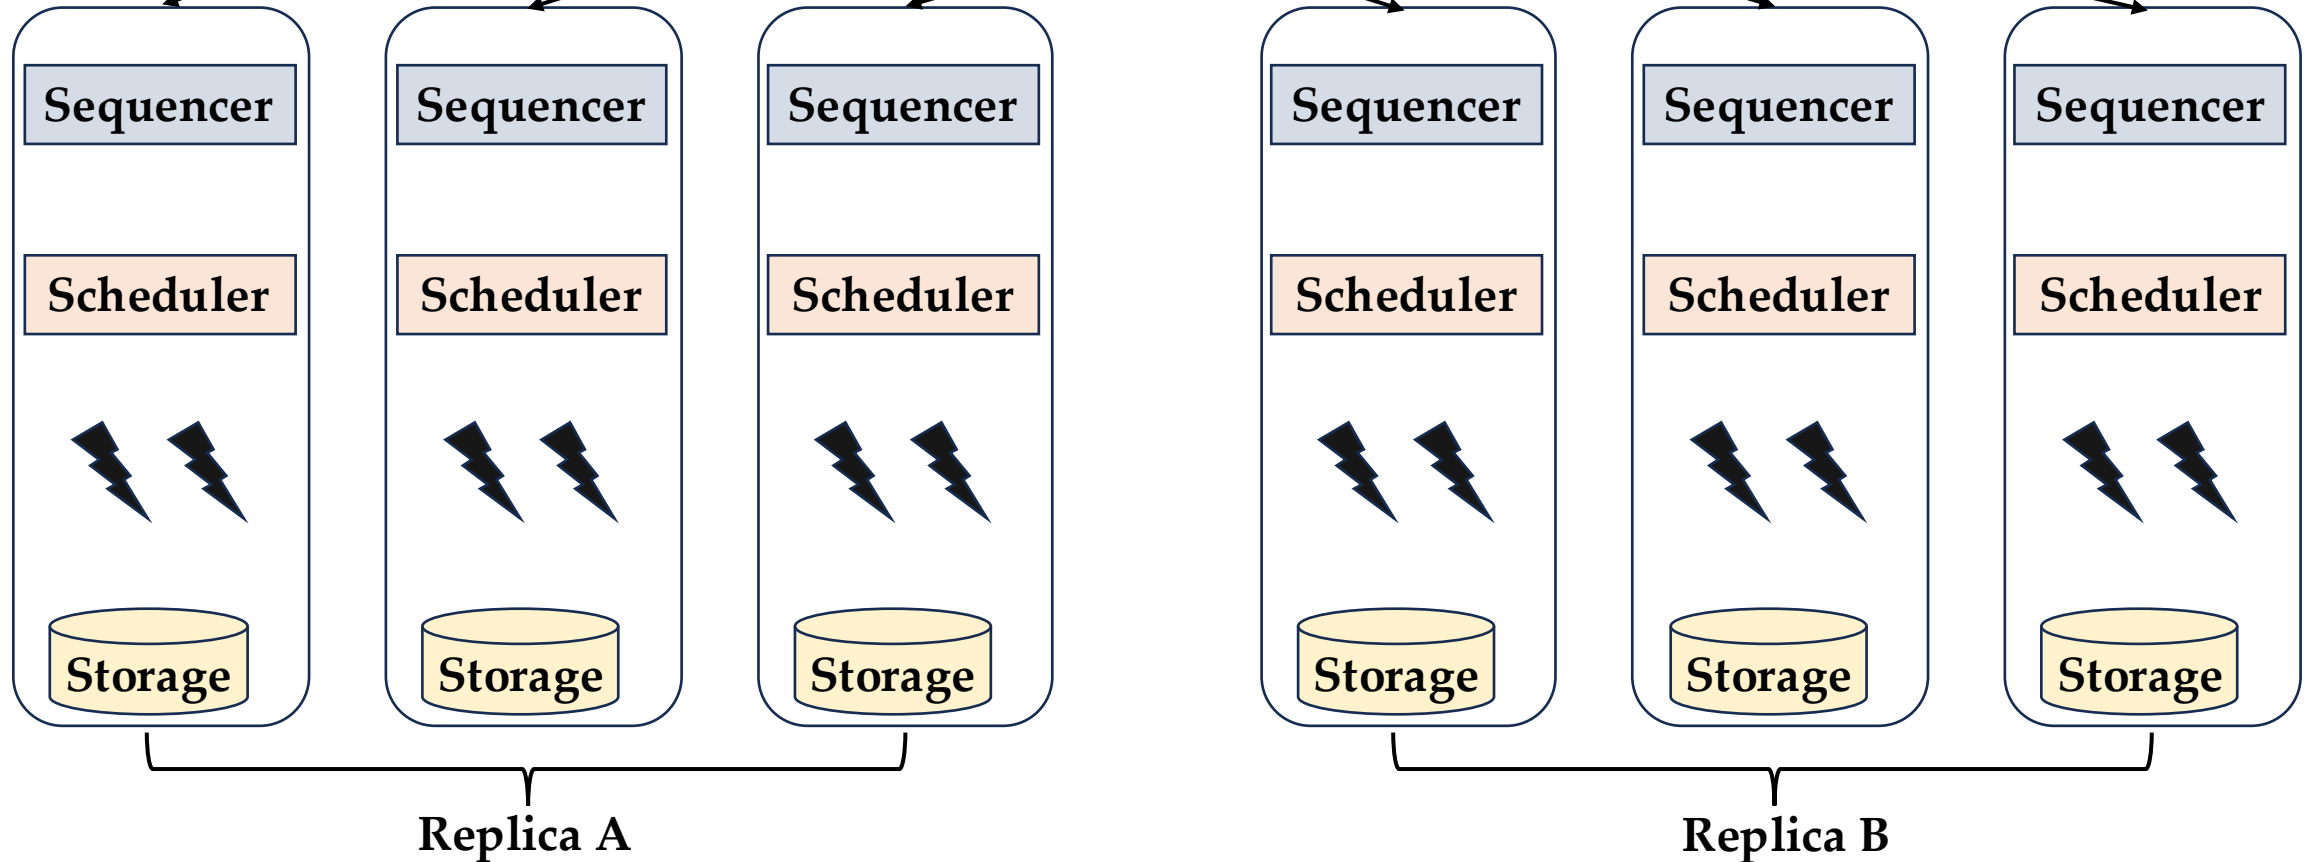 Sequencer Sequencer Sequencer Sequencer Sequencer Sequencer
Scheduler Scheduler Scheduler Scheduler Scheduler Scheduler
Storage Storage Storage Storage Storage Storage
Replica A Replica B